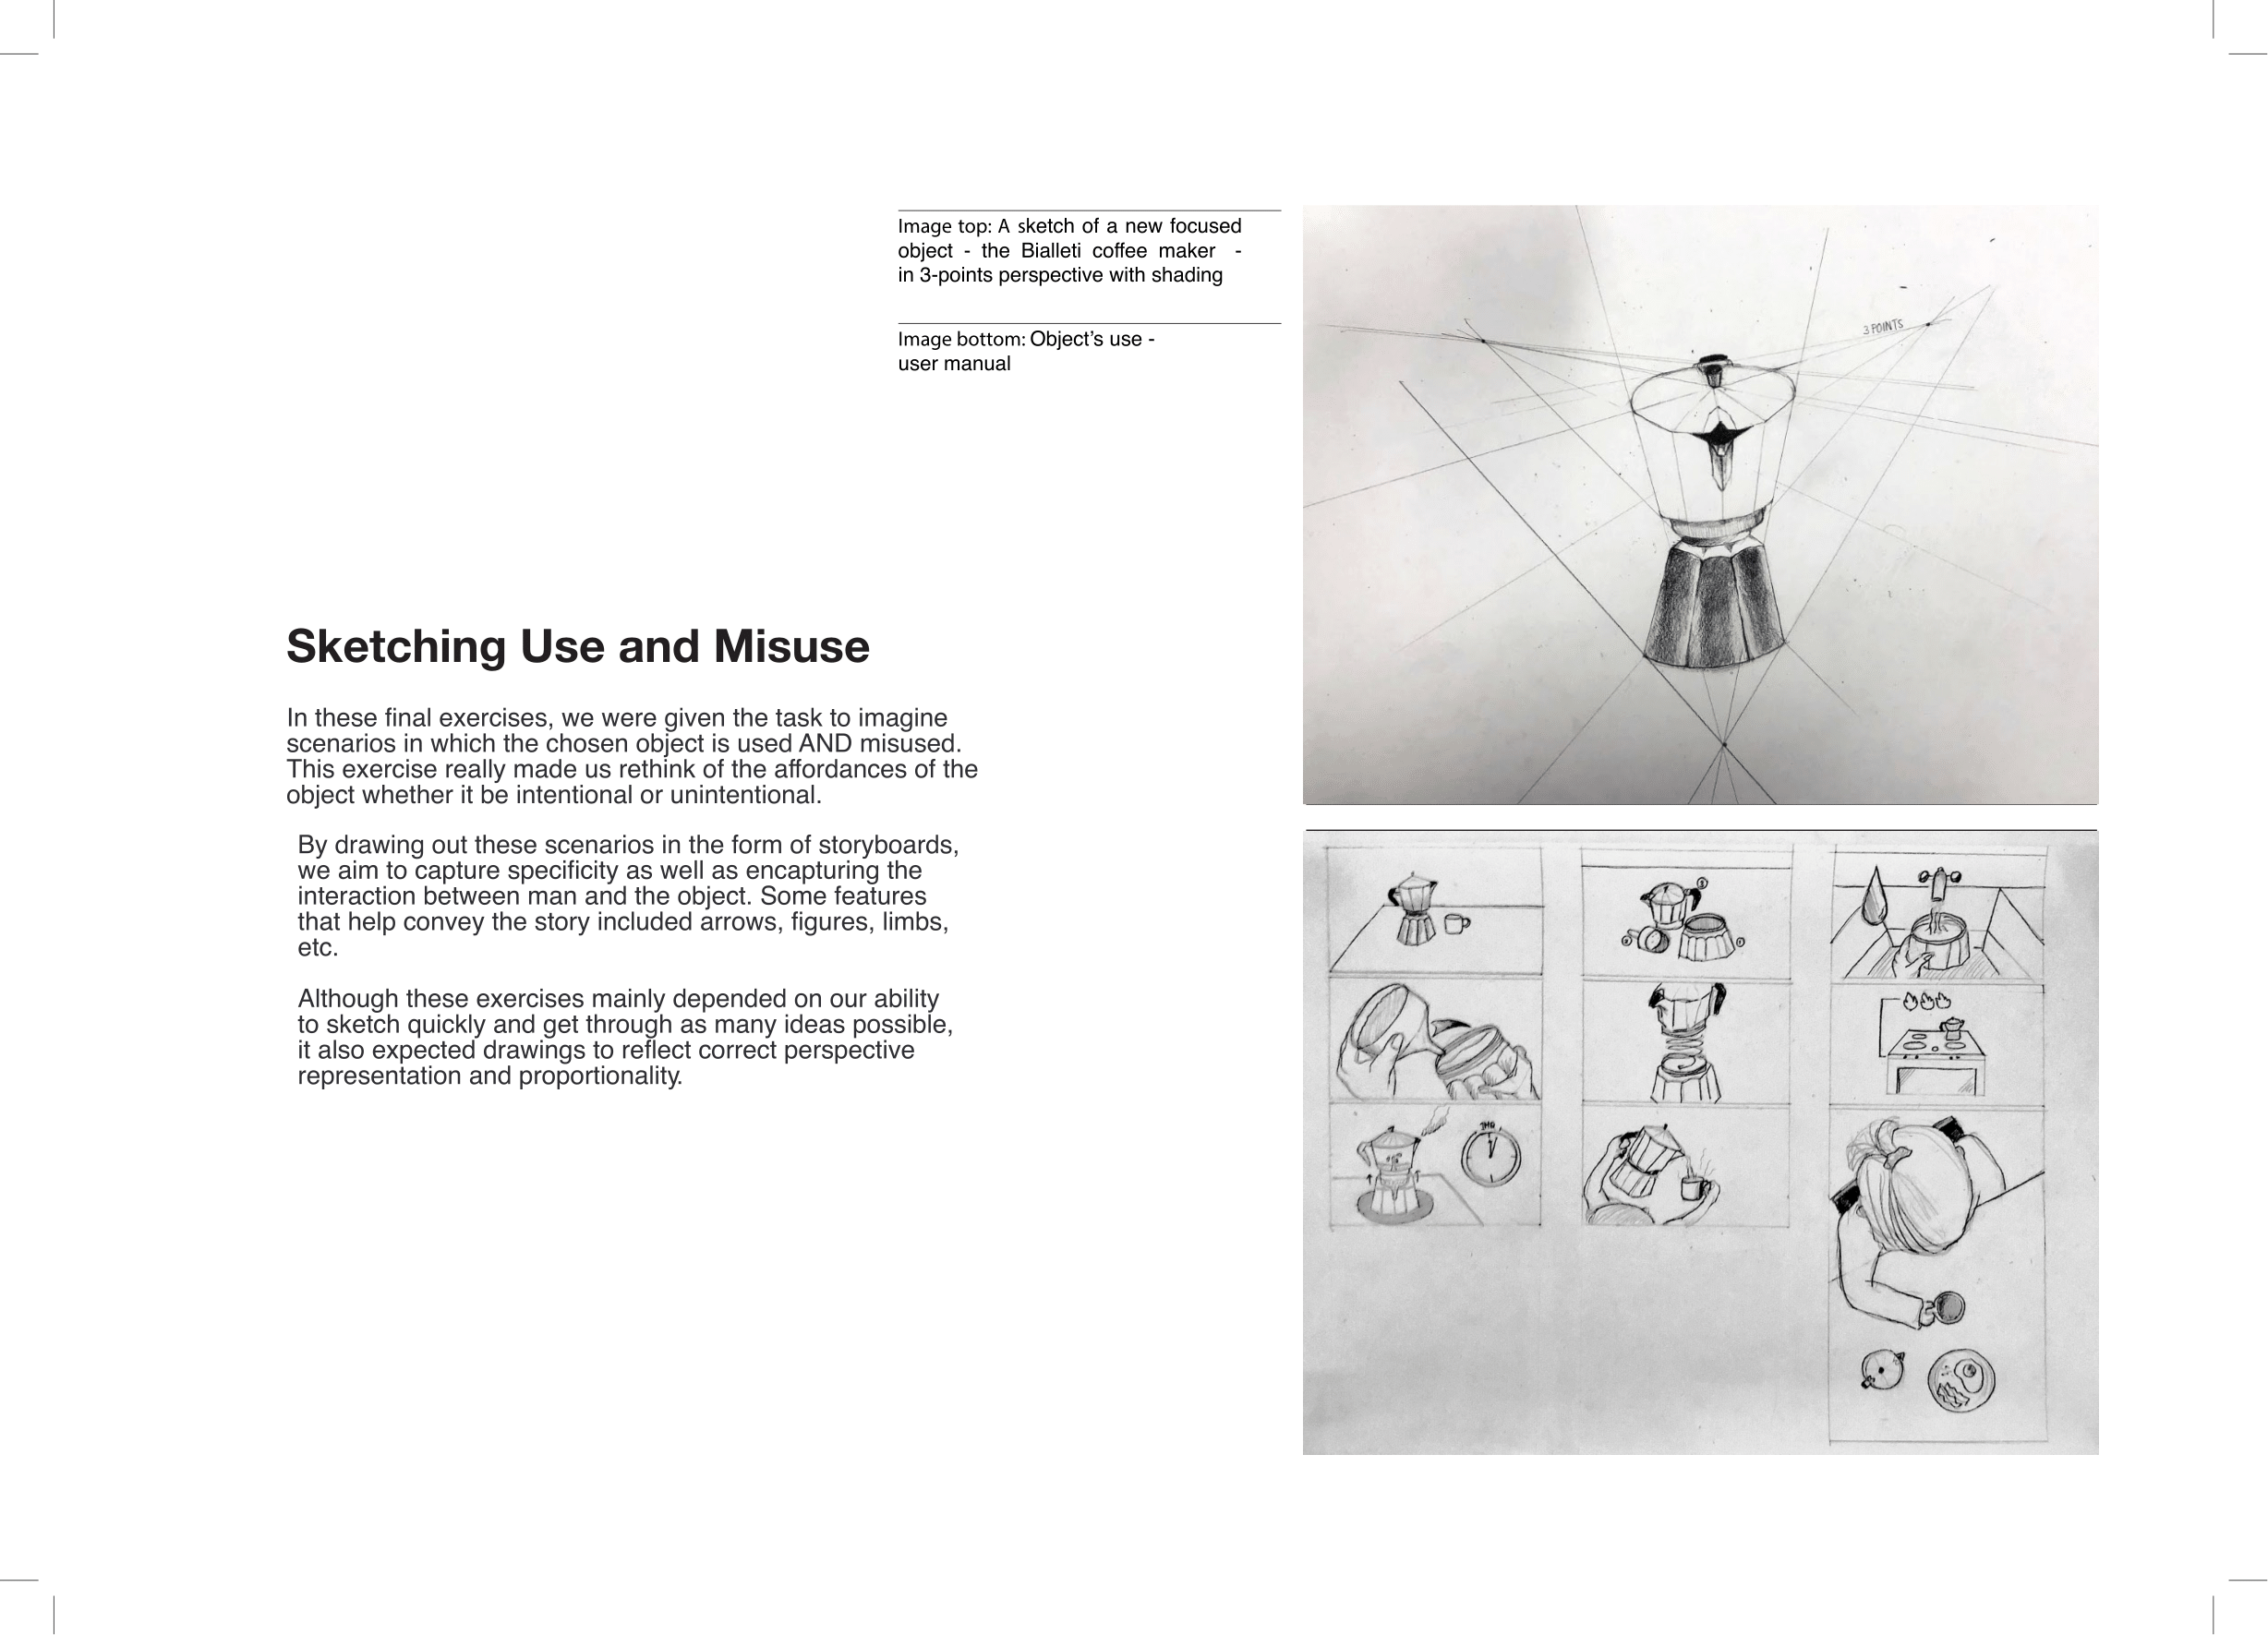 Image top: A sketch of a new focused
object - the Bialleti coffee maker -
in 3-points perspective with shading
Image bottom: Object's use -
user manual
3 POINTS
Sketching Use and Misuse
In these final exercises, we were given the task to imagine
scenarios in which the chosen object is used AND misused.
This exercise really made us rethink of the affordances of the
object whether it be intentional or unintentional.
By drawing out these scenarios in the form of storyboards,
we aim to capture specificity as well as encapturing the
interaction between man and the object. Some features
that help convey the story included arrows, figures, limbs,
etc.
Although these exercises mainly depended on our ability
to sketch quickly and get through as many ideas possible,
it also expected drawings to reflect correct perspective
representation and proportionality.